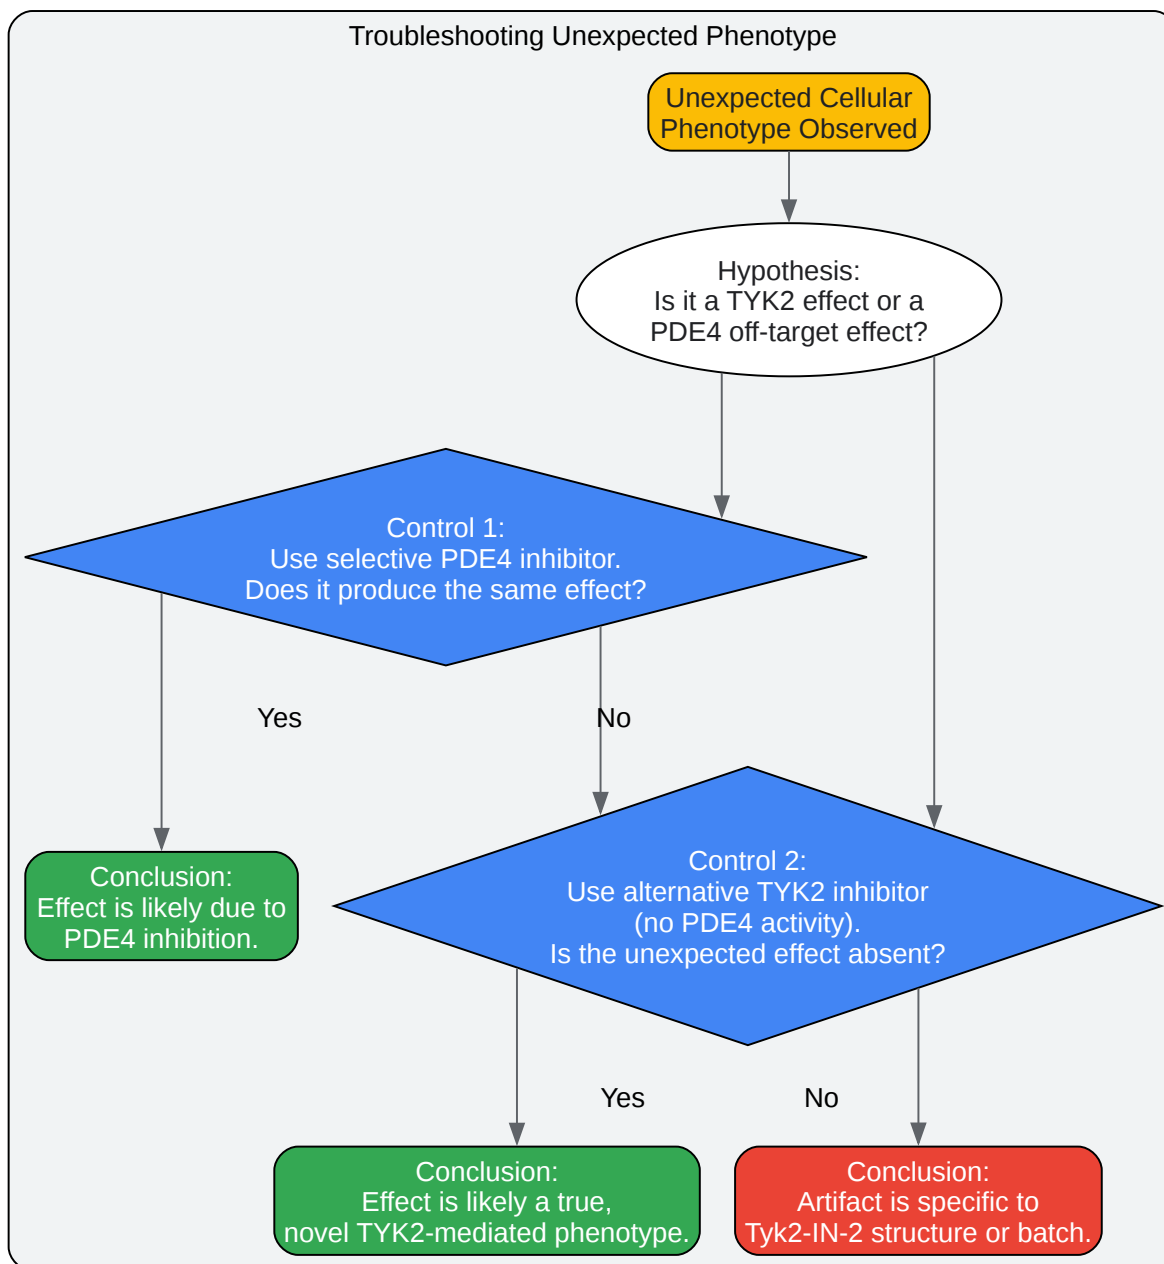 Troubleshooting Unexpected Phenotype
Unexpected Cellular
Phenotype Observed
Hypothesis:
Is it a TYK2 effect or a
PDE4 off-target effect?
Control 1:
Use selective PDE4 inhibitor.
Does it produce the same effect?
Yes
No
Conclusion:
Effect is likely due to
PDE4 inhibition.
Control 2:
Use alternative TYK2 inhibitor
(no PDE4 activity).
Is the unexpected effect absent?
Yes
No
Conclusion:
Effect is likely a true,
novel TYK2-mediated phenotype.
Conclusion:
Artifact is specific to
Tyk2-IN-2 structure or batch.